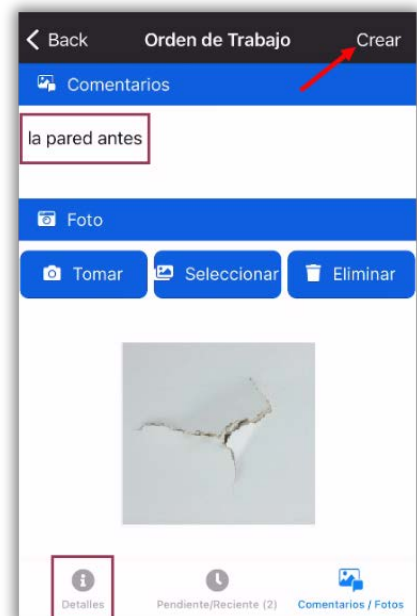 Back Orden de Trabajo Crear
Comentarios
la pared antes
Foto
Tomar Seleccionar Eliminar
Detalles Pendiente/Reciente (2) Comentarios / Fotos